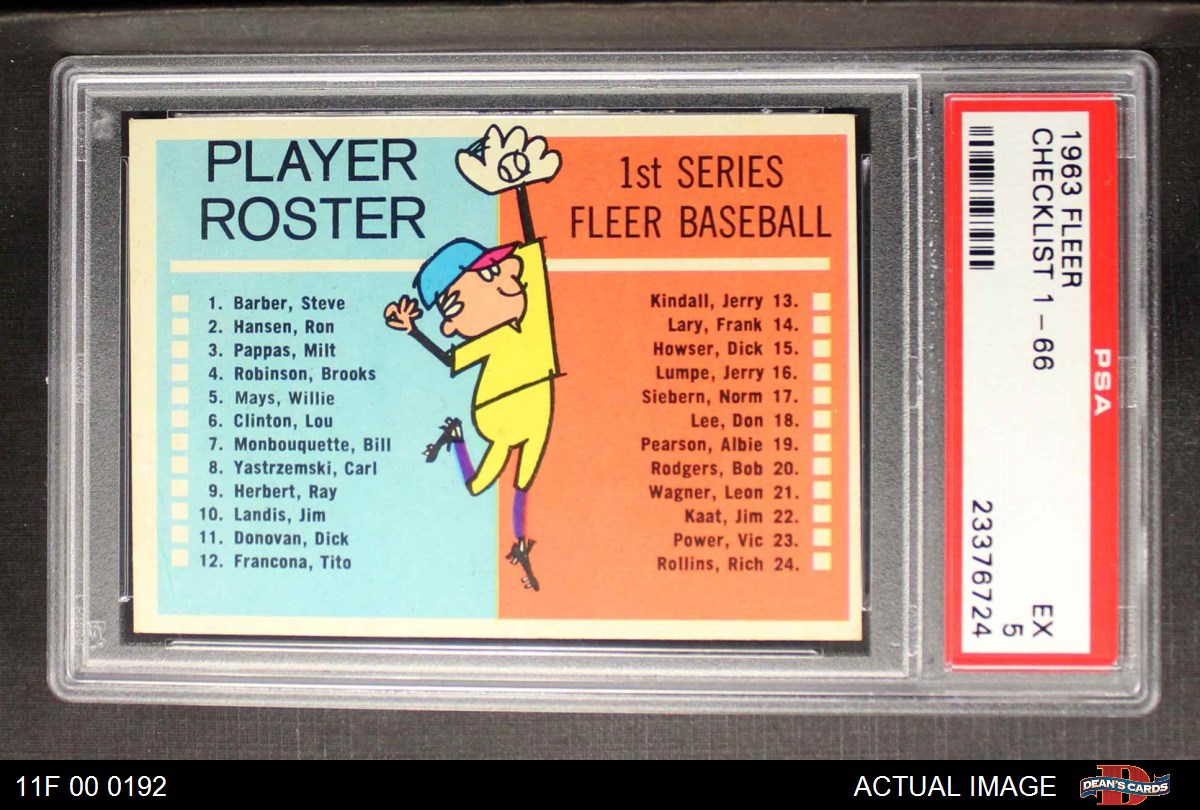 PLAYER
ROSTER
1st SERIES
FLEER BASEBALL
1. Barber, Steve
2. Hansen, Ron
3. Pappas, Milt
4. Robinson, Brooks
5. Mays, Willie
6. Clinton, Lou
7. Monbouquette, Bill
8. Yastrzemski, Carl
9. Herbert, Ray
10. Landis, Jim
11. Donovan, Dick
12. Francona, Tito
Kindall, Jerry 13.
Lary, Frank 14.
Howser, Dick 15.
Lumpe, Jerry 16.
Siebern, Norm 17.
Lee, Don 18.
Pearson, Albie 19.
Rodgers, Bob 20.
Wagner, Leon 21.
Kaat, Jim 22.
Power, Vic 23.
Rollins, Rich 24.
PSA
1963 FLEER
CHECKLIST 1-66
EX
5
23376724
11F 00 0192
ACTUAL IMAGE
D
DEAN'S CARDS